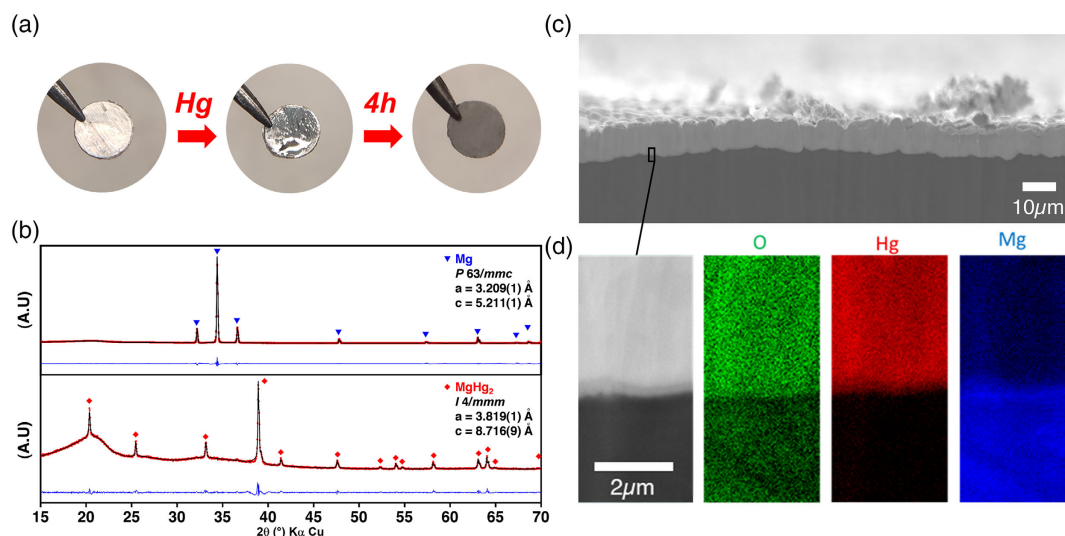 (a)
Hg
4h
(b)
(A.U)
Mg
P 63/mmc
a = 3.209(1) Å
c = 5.211(1) Å
(A.U)
MgHg₂
I 4/mmm
a = 3.819(1) Å
c = 8.716(9) Å
15 20 25 30 35 40 45 50 55 60 65 70
2θ (°) Kα Cu
(c)
10µm
(d)
O
Hg
Mg
2µm